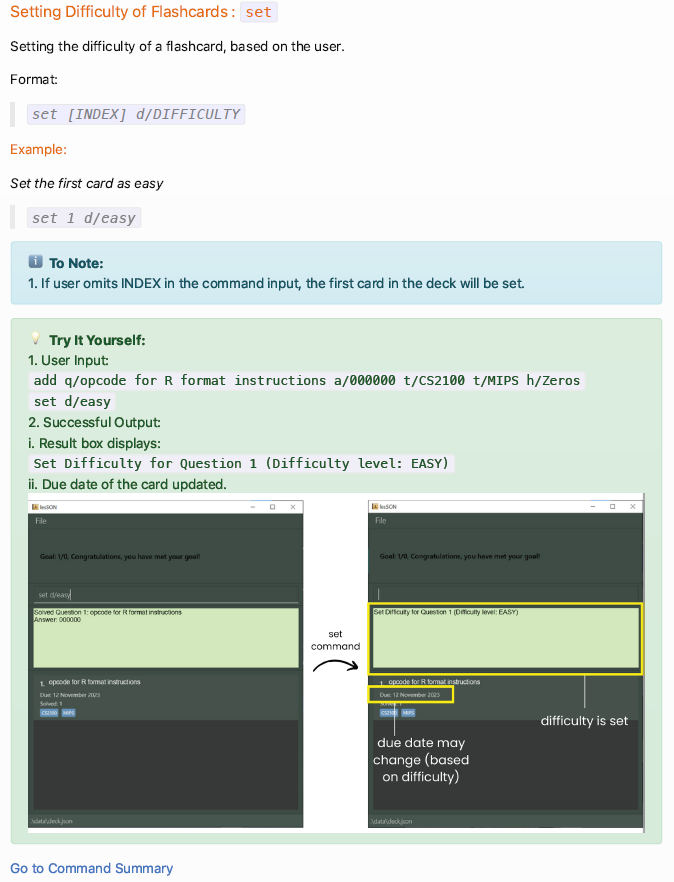 Setting Difficulty of Flashcards : set
Setting the difficulty of a flashcard, based on the user.
Format:
set [INDEX] d/DIFFICULTY
Example:
Set the first card as easy
set 1 d/easy
To Note:
1. If user omits INDEX in the command input, the first card in the deck will be set.
Try It Yourself:
1. User Input:
add q/opcode for R format instructions a/000000 t/CS2100 t/MIPS h/Zeros
set d/easy
2. Successful Output:
i. Result box displays:
Set Difficulty for Question 1 (Difficulty level: EASY)
ii. Due date of the card updated.
lesSON
File
Goal: 1/0. Congratulations, you have met your goal!
set d/easy
Solved Question 1: opcode for R format instructions
Answer: 000000
1. opcode for R format instructions
Due: 12 November 2023
Solved: 1
CS2100 MIPS
\data\deck.json
set
command
lesSON
File
Goal: 1/0. Congratulations, you have met your goal!
Set Difficulty for Question 1 (Difficulty level: EASY)
1. opcode for R format instructions
Due: 12 November 2023
CS2100 MIPS
difficulty is set
due date may
change (based
on difficulty)
\data\deck.json
Go to Command Summary